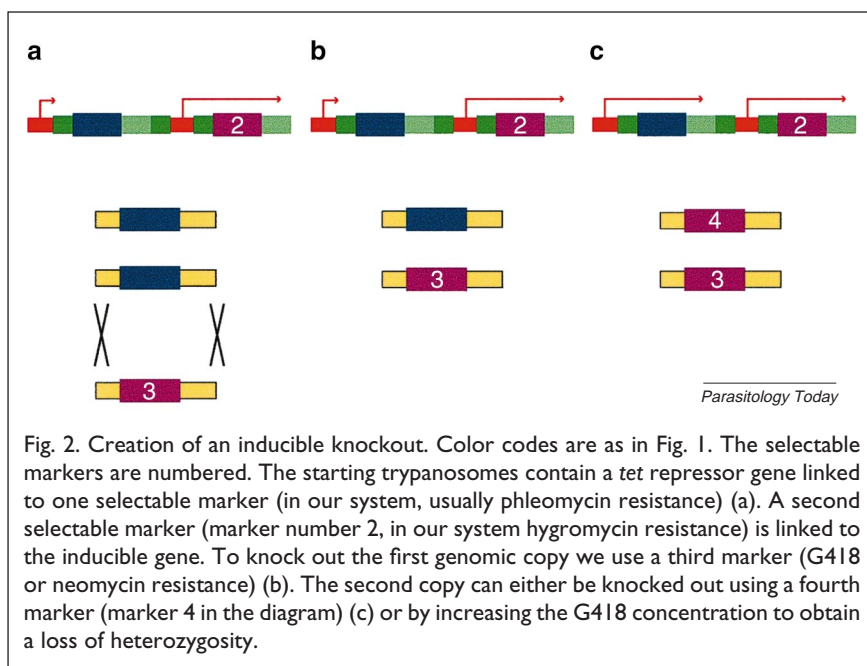 a b c
2 2 2
4
3 3
3
Parasitology Today
Fig. 2. Creation of an inducible knockout. Color codes are as in Fig. 1. The selectable
markers are numbered. The starting trypanosomes contain a tet repressor gene linked
to one selectable marker (in our system, usually phleomycin resistance) (a). A second
selectable marker (marker number 2, in our system hygromycin resistance) is linked to
the inducible gene. To knock out the first genomic copy we use a third marker (G418
or neomycin resistance) (b). The second copy can either be knocked out using a fourth
marker (marker 4 in the diagram) (c) or by increasing the G418 concentration to obtain
a loss of heterozygosity.